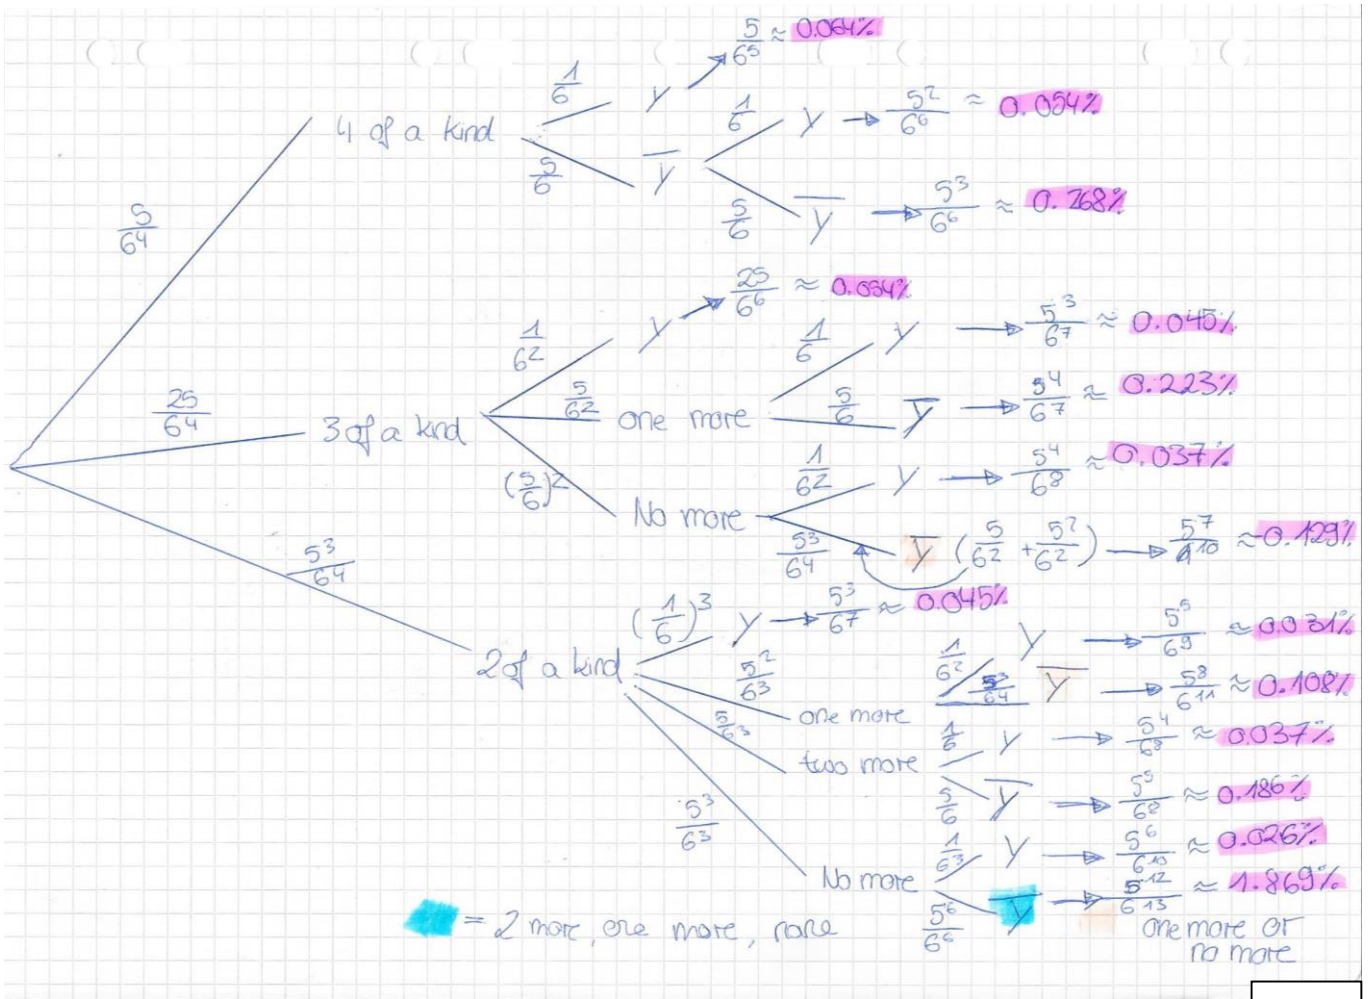 5/6^5 ≈ 0.064%
1/6 y
4 of a kind
1/6 y → 5^2/6^6 ≈ 0.054%
5/6 y̅
5/6 y̅ → 5^3/6^6 ≈ 0.268%
5/6^4
25/6^6 ≈ 0.054%
1/6^2 y
1/6 y → 5^3/6^7 ≈ 0.045%
25/6^4
3 of a kind
5/6^2 one more
5/6 y̅ → 5^4/6^7 ≈ 0.223%
(5/6)^2
No more
1/6^2 y → 5^4/6^8 ≈ 0.037%
5^3/6^4 y̅ (5/6^2 + 5^2/6^2) → 5^7/6^10 ≈ 0.129%
5^3/6^4
2 of a kind
(1/6)^3 y → 5^3/6^7 ≈ 0.045%
5^2/6^3
one more
1/6^2 y → 5^5/6^9 ≈ 0.031%
5^3/6^4 y̅ → 5^8/6^11 ≈ 0.108%
5/6^3
two more
1/6 y → 5^4/6^8 ≈ 0.037%
5/6 y̅ → 5^5/6^8 ≈ 0.186%
5^3/6^3
No more
1/6^3 y → 5^6/6^10 ≈ 0.026%
5^6/6^6 y̅ → 5^12/6^13 ≈ 1.869%
= 2 more, one more, none
one more or
no more